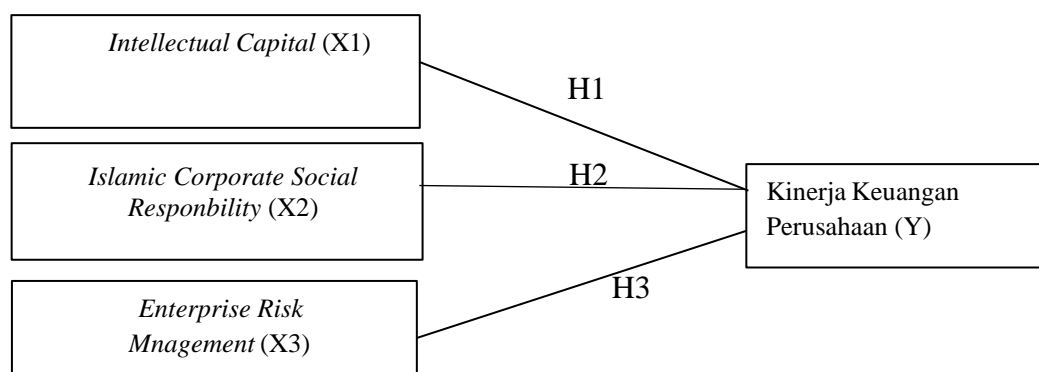 Intellectual Capital (X1)
H1
Islamic Corporate Social
Responbility (X2)
H2
Kinerja Keuangan
Perusahaan (Y)
H3
Enterprise Risk
Mnagement (X3)